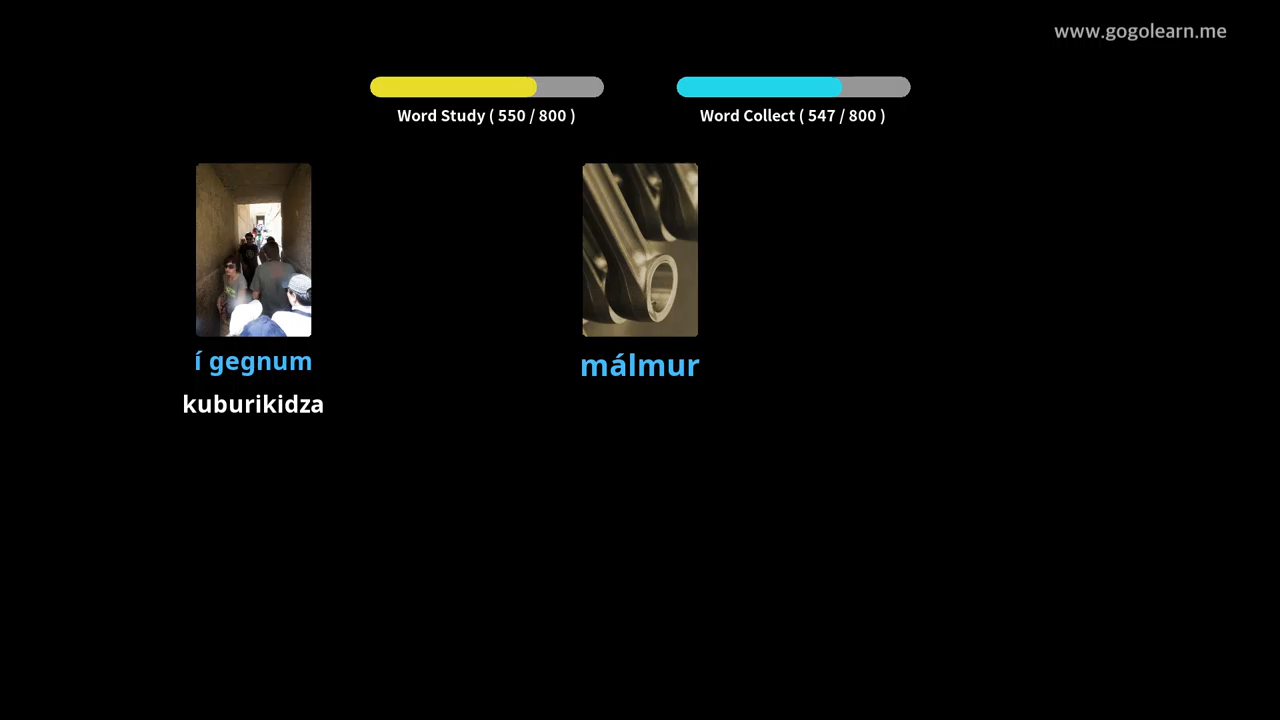 www.gogolearn.me
Word Study ( 550 / 800 )
Word Collect ( 547 / 800 )
í gegnum
kuburikidza
málmur